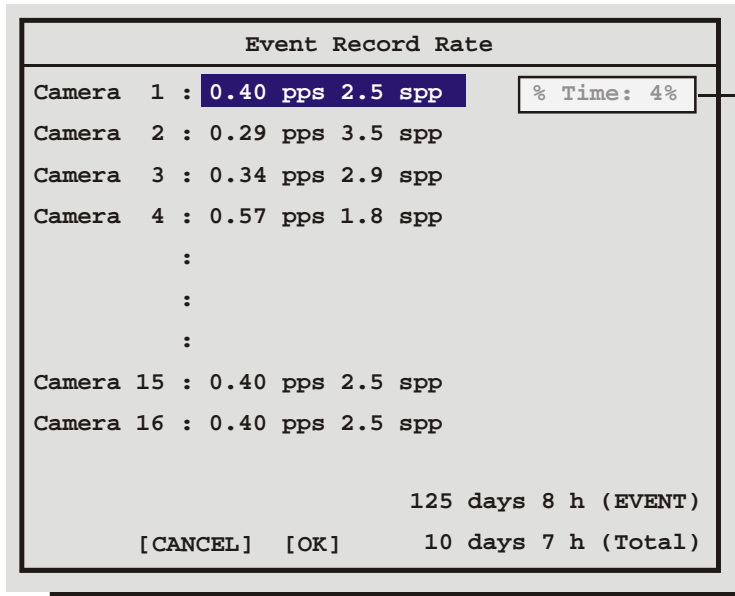 Event Record Rate
Camera 1 : 0.40 pps 2.5 spp % Time: 4%
Camera 2 : 0.29 pps 3.5 spp
Camera 3 : 0.34 pps 2.9 spp
Camera 4 : 0.57 pps 1.8 spp
:
:
:
Camera 15 : 0.40 pps 2.5 spp
Camera 16 : 0.40 pps 2.5 spp
125 days 8 h (EVENT)
[CANCEL] [OK] 10 days 7 h (Total)